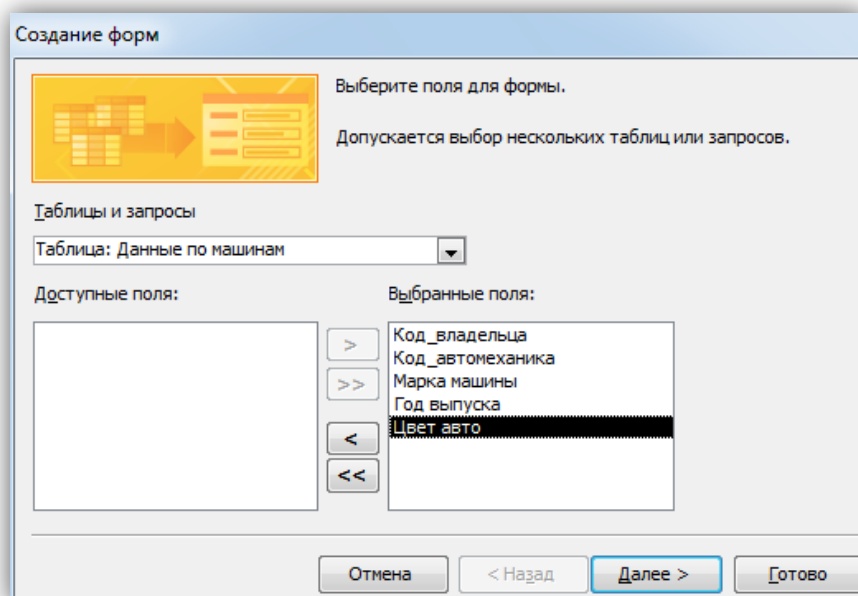 Создание форм
Выберите поля для формы.
Допускается выбор нескольких таблиц или запросов.
Таблицы и запросы
Таблица: Данные по машинам
Доступные поля:
Выбранные поля:
>
>>
<
<<
Код_владельца
Код_автомеханика
Марка машины
Год выпуска
Цвет авто
Отмена
< Назад
Далее >
Готово